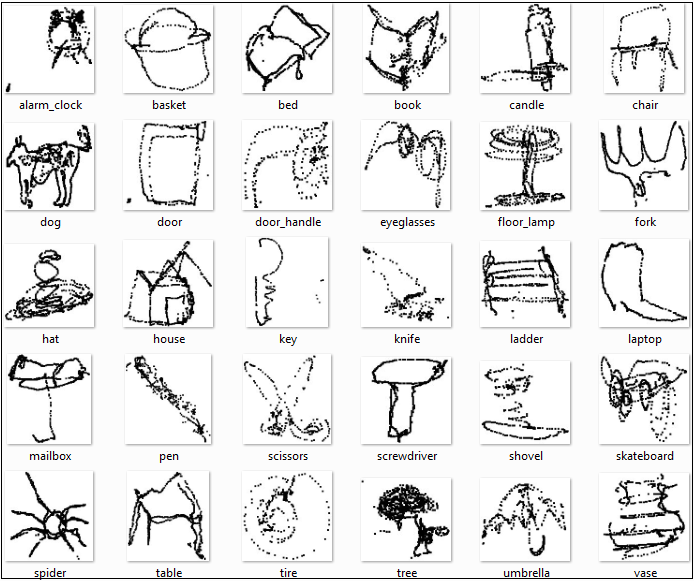 alarm_clock basket bed book candle chair
dog door door_handle eyeglasses floor_lamp fork
hat house key knife ladder laptop
mailbox pen scissors screwdriver shovel skateboard
spider table tire tree umbrella vase